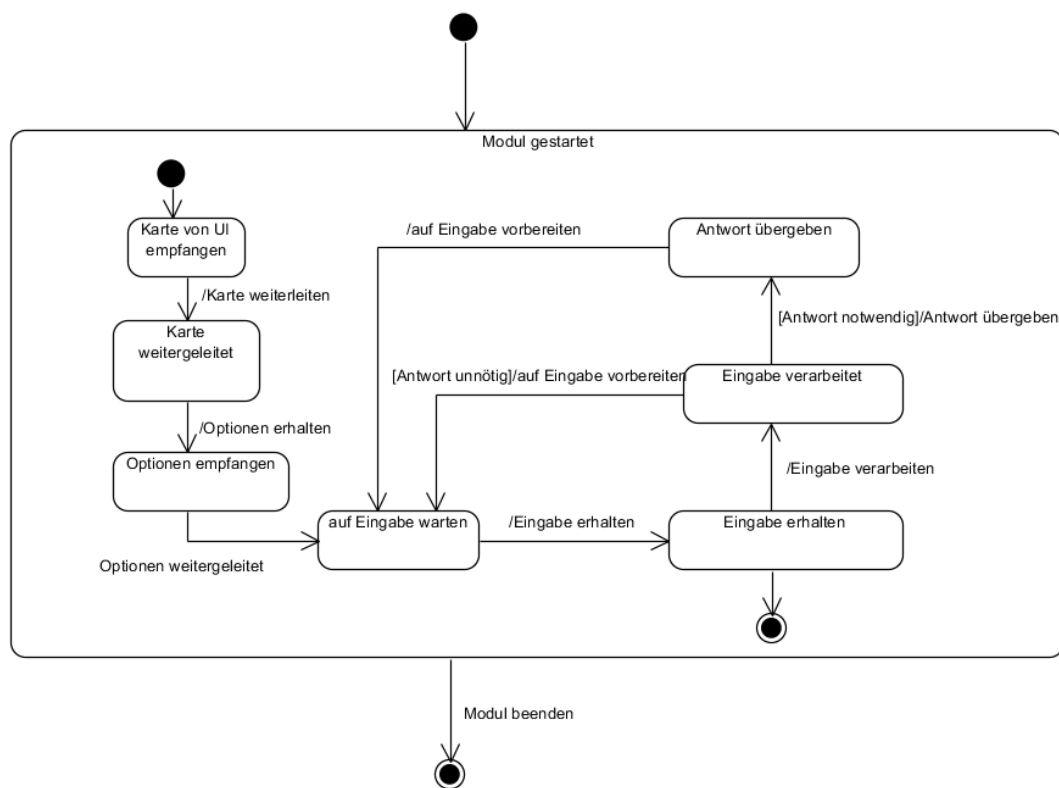 Modul gestartet
Karte von UI
empfangen
/Karte weiterleiten
Karte
weitergeleitet
/Optionen erhalten
Optionen empfangen
Optionen weitergeleitet
auf Eingabe warten
/Eingabe erhalten
Eingabe erhalten
/Eingabe verarbeiten
Eingabe verarbeitet
[Antwort unnötig]/auf Eingabe vorbereiten
[Antwort notwendig]/Antwort übergeben
Antwort übergeben
/auf Eingabe vorbereiten
Modul beenden